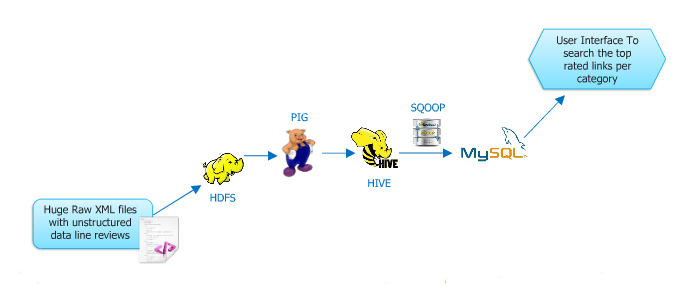 Huge Raw XML files
with unstructured
data line reviews
HDFS
PIG
HIVE
HIVE
SQOOP
MySQL
User Interface To
search the top
rated links per
category